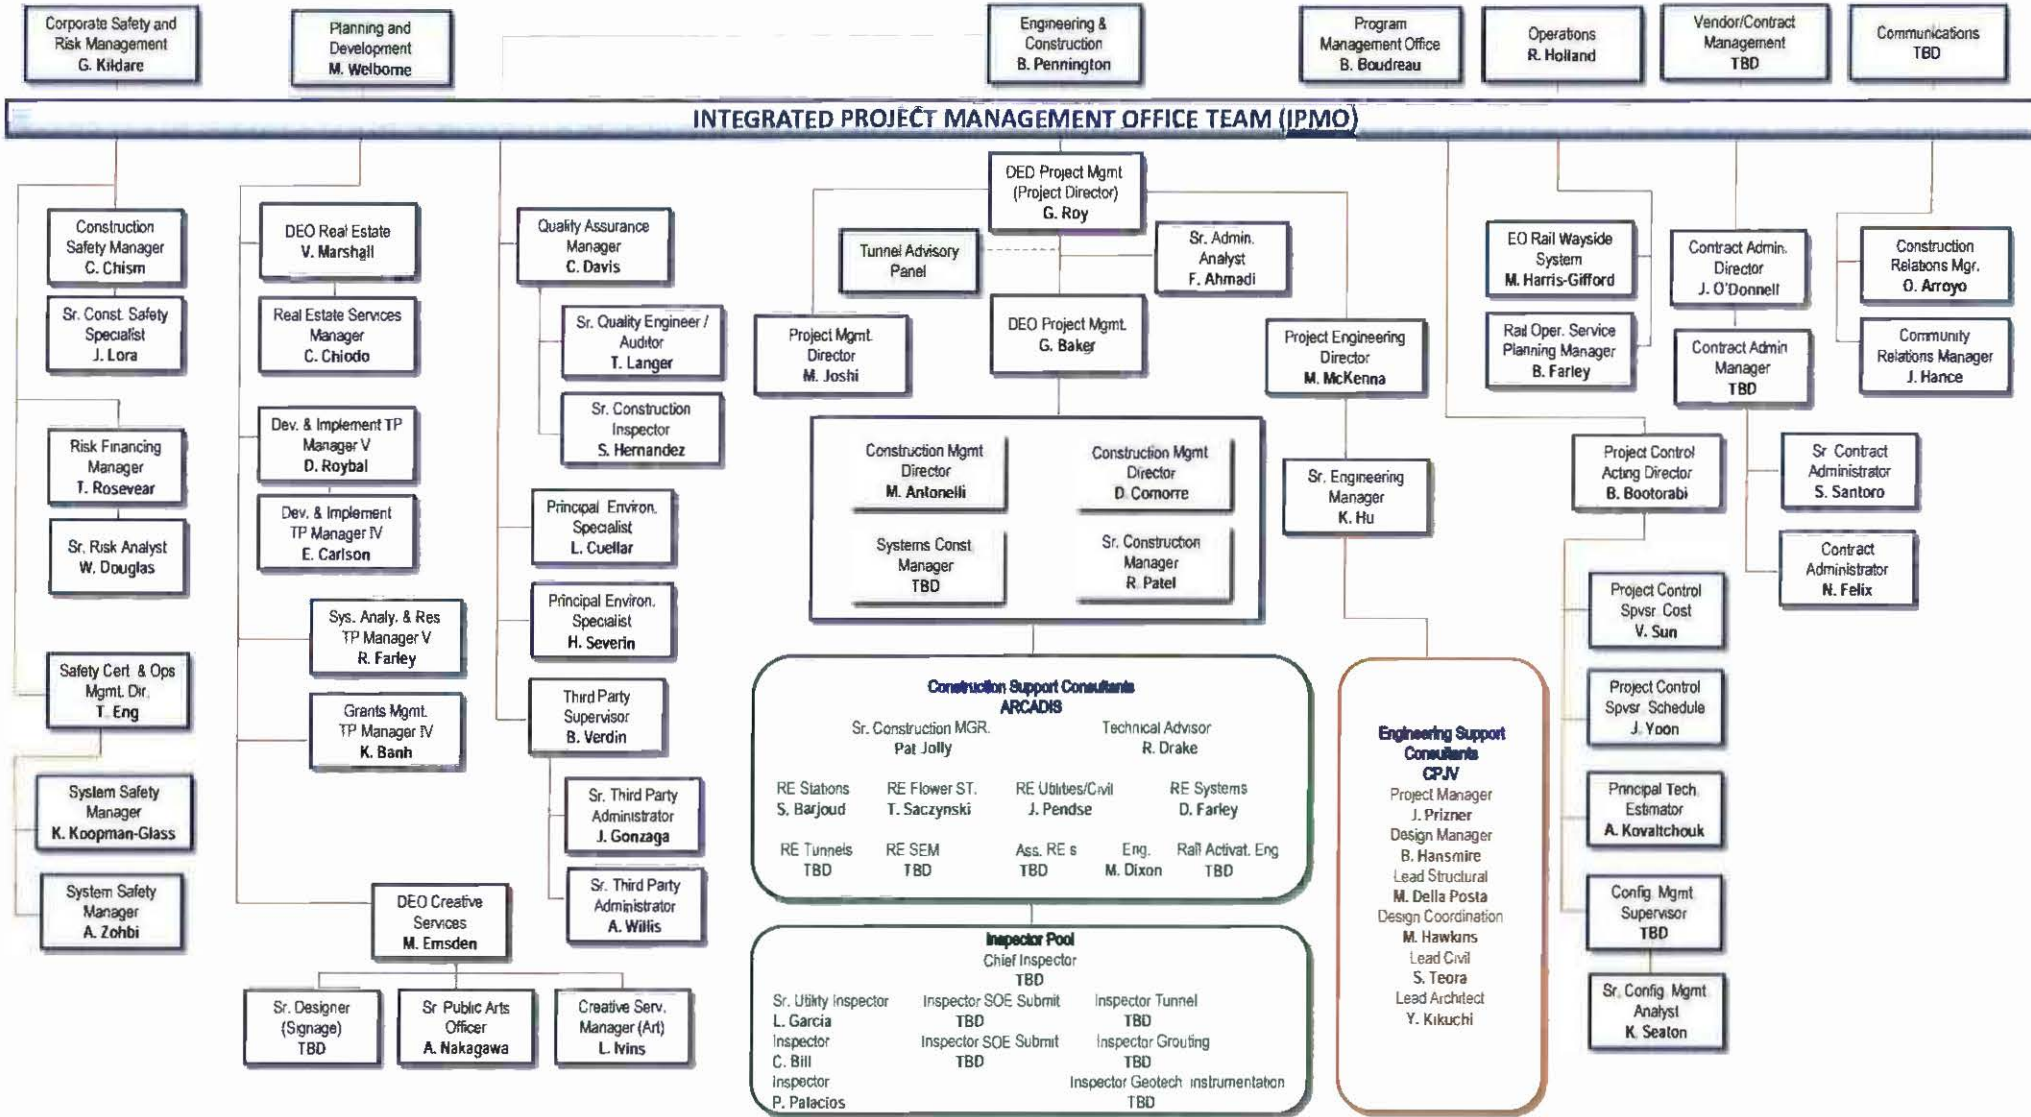 Corporate Safety and
Risk Management
G. Kildare
Planning and
Development
M. Welborne
Engineering &
Construction
B. Pennington
Program
Management Office
B. Boudreau
Operations
R. Holland
Vendor/Contract
Management
TBD
Communications
TBD
INTEGRATED PROJECT MANAGEMENT OFFICE TEAM (IPMO)
Construction
Safety Manager
C. Chism
Sr. Const. Safety
Specialist
J. Lora
Risk Financing
Manager
T. Rosevear
Sr. Risk Analyst
W. Douglas
Safety Cert. & Ops
Mgmt. Dir.
T. Eng
System Safety
Manager
K. Koopman-Glass
System Safety
Manager
A. Zohbi
DEO Real Estate
V. Marshall
Real Estate Services
Manager
C. Chiodo
Dev. & Implement TP
Manager V
D. Roybal
Dev. & Implement
TP Manager IV
E. Carlson
Sys. Analy. & Res
TP Manager V
R. Farley
Grants Mgmt.
TP Manager IV
K. Banh
DEO Creative
Services
M. Emsden
Sr. Designer
(Signage)
TBD
Sr Public Arts
Officer
A. Nakagawa
Creative Serv.
Manager (Art)
L. Ivins
Quality Assurance
Manager
C. Davis
Sr. Quality Engineer /
Auditor
T. Langer
Sr. Construction
Inspector
S. Hernandez
Principal Environ.
Specialist
L. Cuellar
Principal Environ.
Specialist
H. Severin
Third Party
Supervisor
B. Verdin
Sr. Third Party
Administrator
J. Gonzaga
Sr. Third Party
Administrator
A. Willis
DED Project Mgmt
(Project Director)
G. Roy
Tunnel Advisory
Panel
Sr. Admin.
Analyst
F. Ahmadi
Project Mgmt.
Director
M. Joshi
DEO Project Mgmt.
G. Baker
Project Engineering
Director
M. McKenna
Construction Mgmt
Director
M. Antonelli
Construction Mgmt
Director
D. Comorre
Systems Const.
Manager
TBD
Sr. Construction
Manager
R. Patel
Sr. Engineering
Manager
K. Hu
Construction Support Consultants
ARCADIS
Sr. Construction MGR. Technical Advisor
Pat Jolly R. Drake
RE Stations RE Flower ST. RE Utilities/Civil RE Systems
S. Barjoud T. Saczynski J. Pendse D. Farley
RE Tunnels RE SEM Ass. RE s Eng. Rail Activat. Eng
TBD TBD TBD M. Dixon TBD
Inspector Pool
Chief Inspector
TBD
Sr. Utility Inspector Inspector SOE Submit Inspector Tunnel
L. Garcia TBD TBD
Inspector Inspector SOE Submit Inspector Grouting
C. Bill TBD TBD
Inspector Inspector Geotech instrumentation
P. Palacios TBD
Engineering Support
Consultants
CPJV
Project Manager
J. Prizner
Design Manager
B. Hansmire
Lead Structural
M. Della Posta
Design Coordination
M. Hawkins
Lead Civil
S. Teora
Lead Architect
Y. Kikuchi
EO Rail Wayside
System
M. Harris-Gifford
Rail Oper. Service
Planning Manager
B. Farley
Project Control
Acting Director
B. Bootorabi
Project Control
Spvsr. Cost
V. Sun
Project Control
Spvsr. Schedule
J. Yoon
Principal Tech.
Estimator
A. Kovaltchouk
Config. Mgmt
Supervisor
TBD
Sr. Config. Mgmt.
Analyst
K. Seaton
Contract Admin.
Director
J. O'Donnell
Contract Admin
Manager
TBD
Sr Contract
Administrator
S. Santoro
Contract
Administrator
N. Felix
Construction
Relations Mgr.
O. Arroyo
Community
Relations Manager
J. Hance